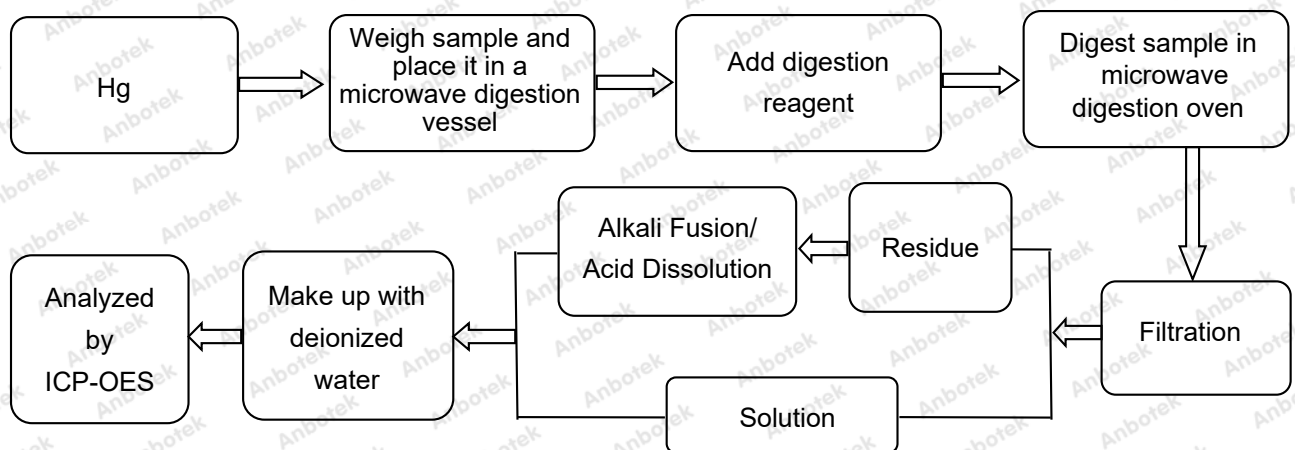 Hg
Weigh sample and
place it in a
microwave digestion
vessel
Add digestion
reagent
Digest sample in
microwave
digestion oven
Filtration
Residue
Alkali Fusion/
Acid Dissolution
Solution
Make up with
deionized
water
Analyzed
by
ICP-OES
Anbotek